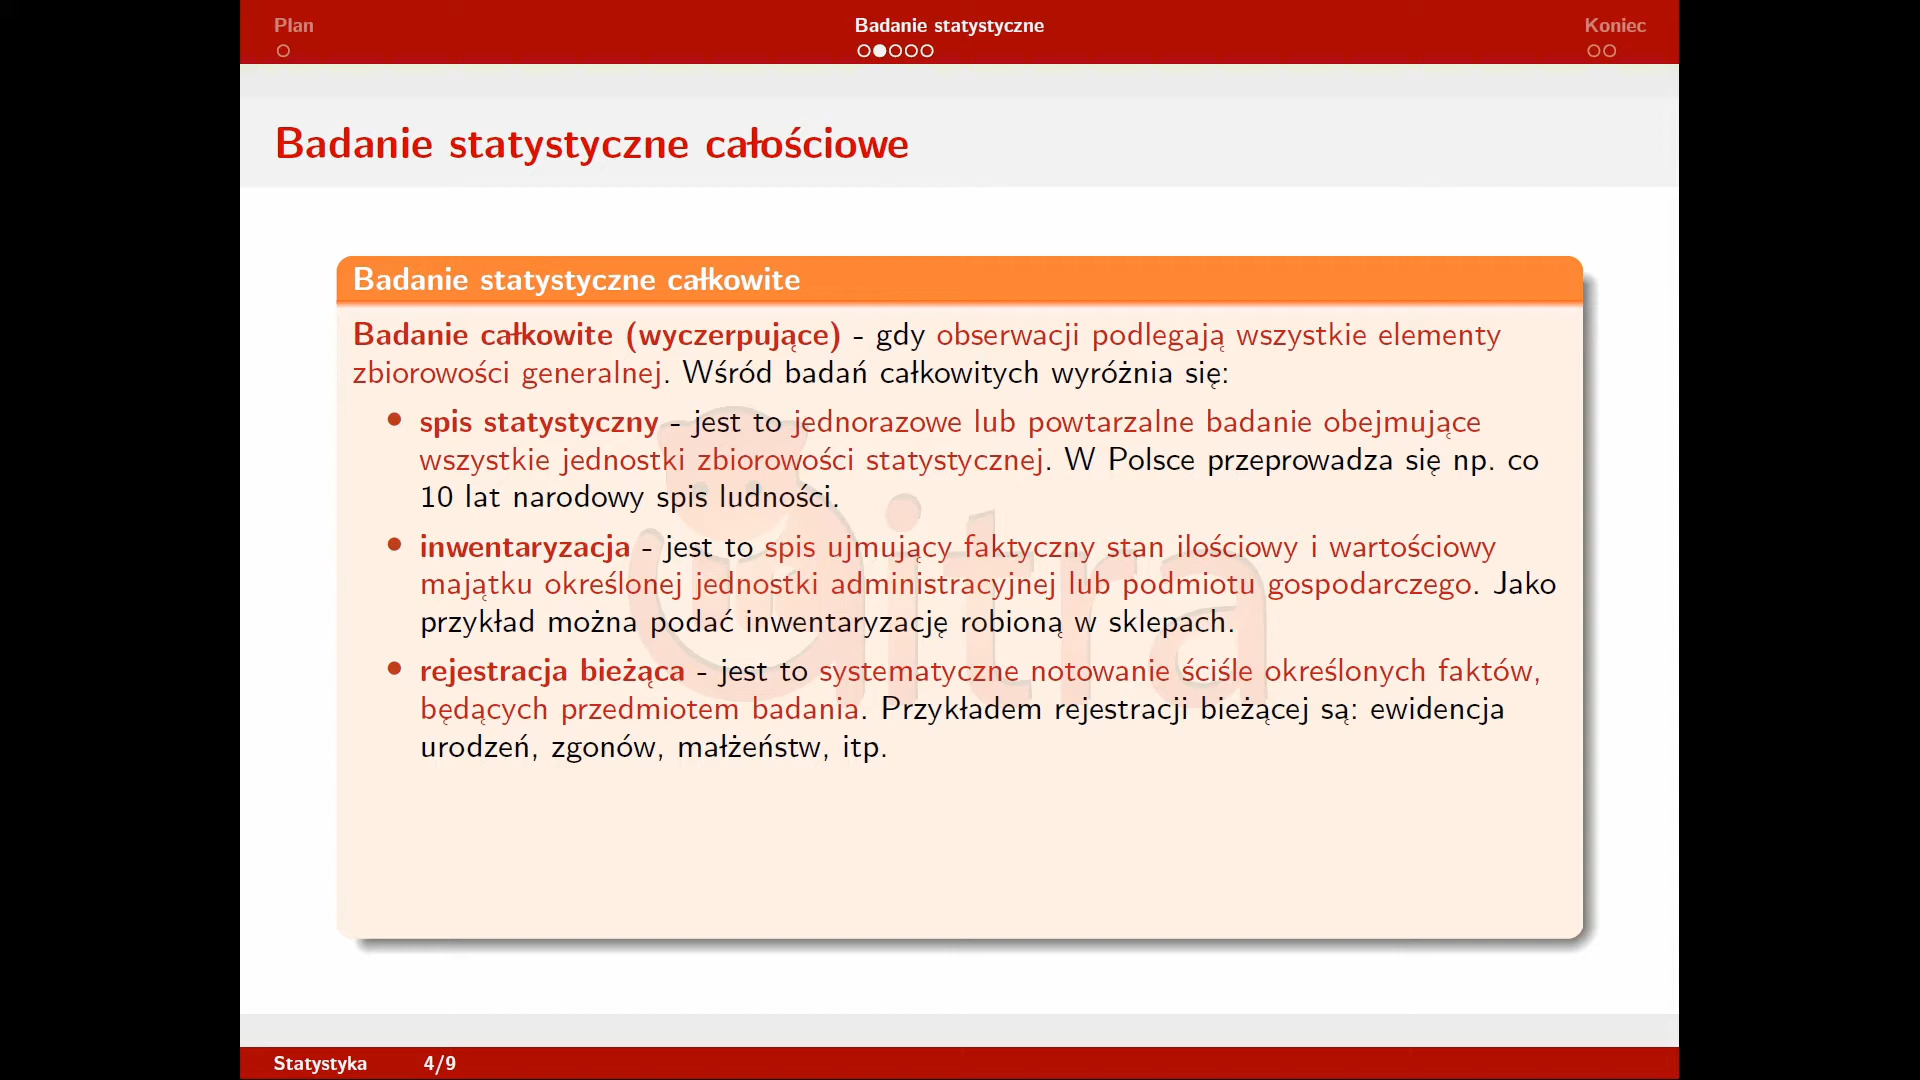 Plan
Badanie statystyczne
Koniec
Badanie statystyczne całościowe
Badanie statystyczne całkowite
Badanie całkowite (wyczerpujące) - gdy obserwacji podlegają wszystkie elementy
zbiorowości generalnej. Wśród badań całkowitych wyróżnia się:
• spis statystyczny - jest to jednorazowe lub powtarzalne badanie obejmujące
wszystkie jednostki zbiorowości statystycznej. W Polsce przeprowadza się np. co
10 lat narodowy spis ludności.
• inwentaryzacja - jest to spis ujmujący faktyczny stan ilościowy i wartościowy
majątku określonej jednostki administracyjnej lub podmiotu gospodarczego. Jako
przykład można podać inwentaryzację robioną w sklepach.
• rejestracja bieżąca - jest to systematyczne notowanie ściśle określonych faktów,
będących przedmiotem badania. Przykładem rejestracji bieżącej są: ewidencja
urodzeń, zgonów, małżeństw, itp.
Statystyka 4/9